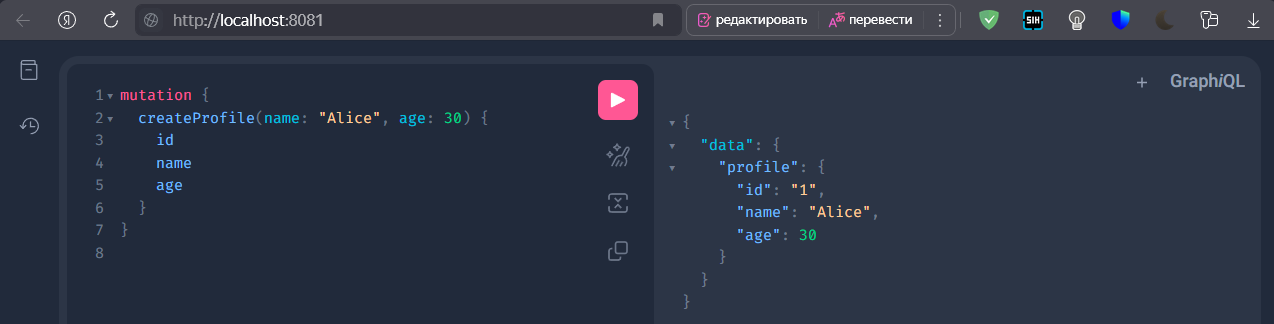 http://localhost:8081
редактировать
перевести
SIH
GraphiQL
1 mutation {
2 createProfile(name: "Alice", age: 30) {
3 id
4 name
5 age
6 }
7 }
8
{
"data": {
"profile": {
"id": "1",
"name": "Alice",
"age": 30
}
}
}